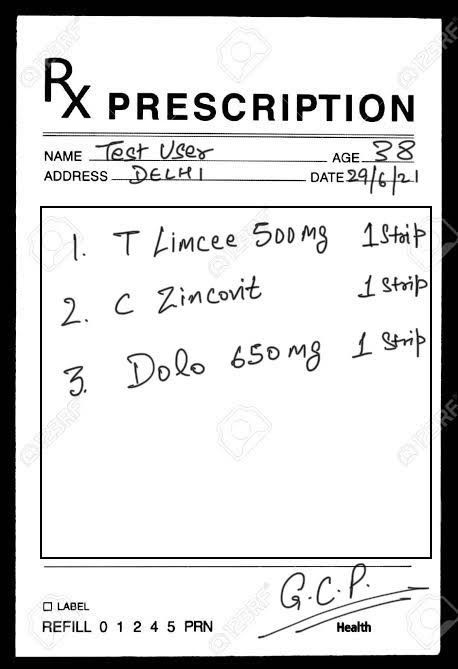 Rx PRESCRIPTION
NAME Test User AGE 38
ADDRESS DELHI DATE 29/6/21
1. T Limcee 500mg 1 Strip
2. C Zincovit 1 Strip
3. Dolo 650mg 1 Strip
G.C.P.
LABEL
REFILL 0 1 2 4 5 PRN Health
123RF